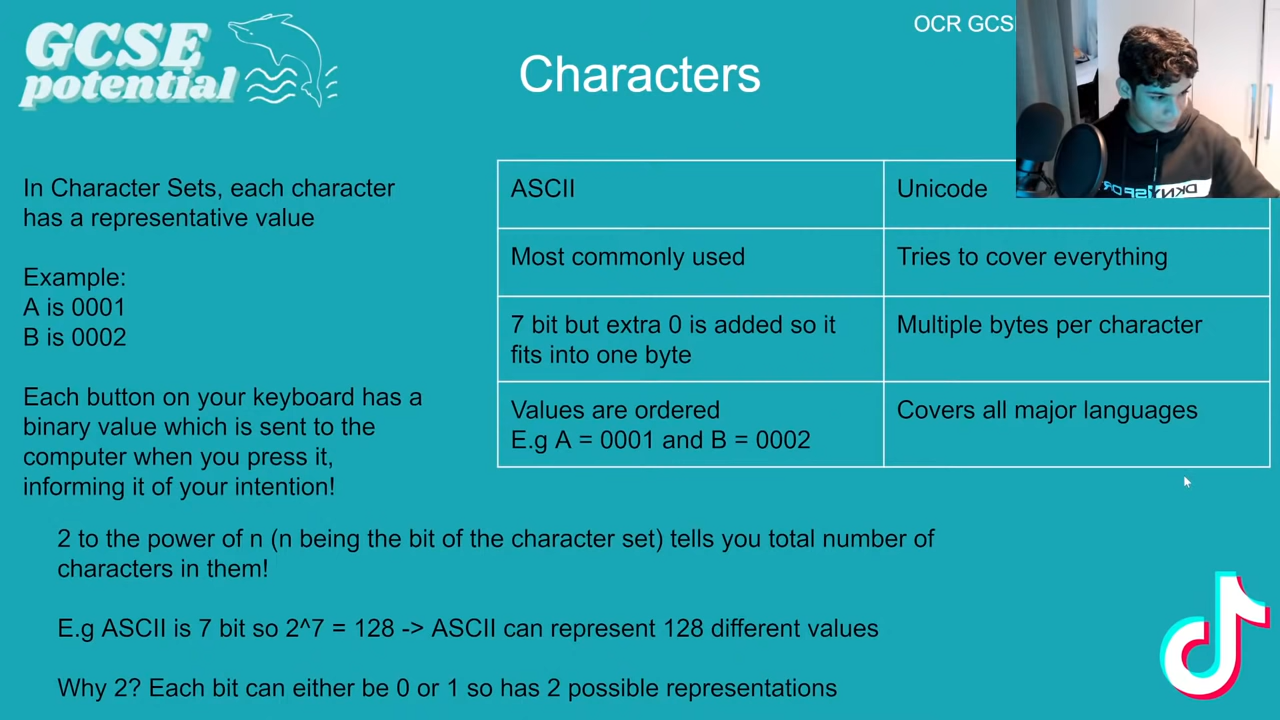 GCSE
potential
OCR GCSE
Characters
In Character Sets, each character
has a representative value
Example:
A is 0001
B is 0002
Each button on your keyboard has a
binary value which is sent to the
computer when you press it,
informing it of your intention!
ASCII
Unicode
Most commonly used
Tries to cover everything
7 bit but extra 0 is added so it
fits into one byte
Multiple bytes per character
Values are ordered
E.g A = 0001 and B = 0002
Covers all major languages
2 to the power of n (n being the bit of the character set) tells you total number of
characters in them!
E.g ASCII is 7 bit so 2^7 = 128 -> ASCII can represent 128 different values
Why 2? Each bit can either be 0 or 1 so has 2 possible representations
DKNY